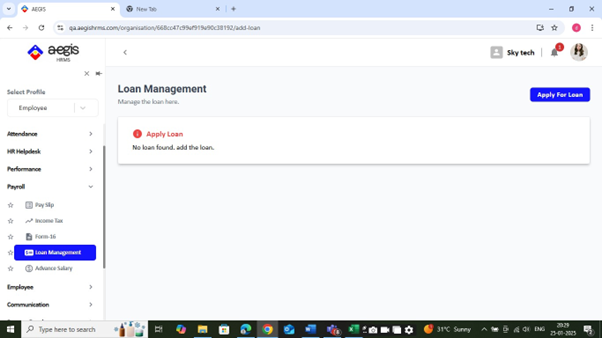 AEGIS
New Tab
qa.aegishrms.com/organisation/668cc47c99ef919e90c38192/add-loan
aegis
HRMS
Sky tech
Select Profile
Employee
Attendance
HR Helpdesk
Performance
Payroll
Pay Slip
Income Tax
Form-16
Loan Management
Advance Salary
Employee
Communication
Loan Management
Manage the loan here.
Apply For Loan
Apply Loan
No loan found, add the loan.
Type here to search
31°C Sunny
ENG
20:29
25-01-2025